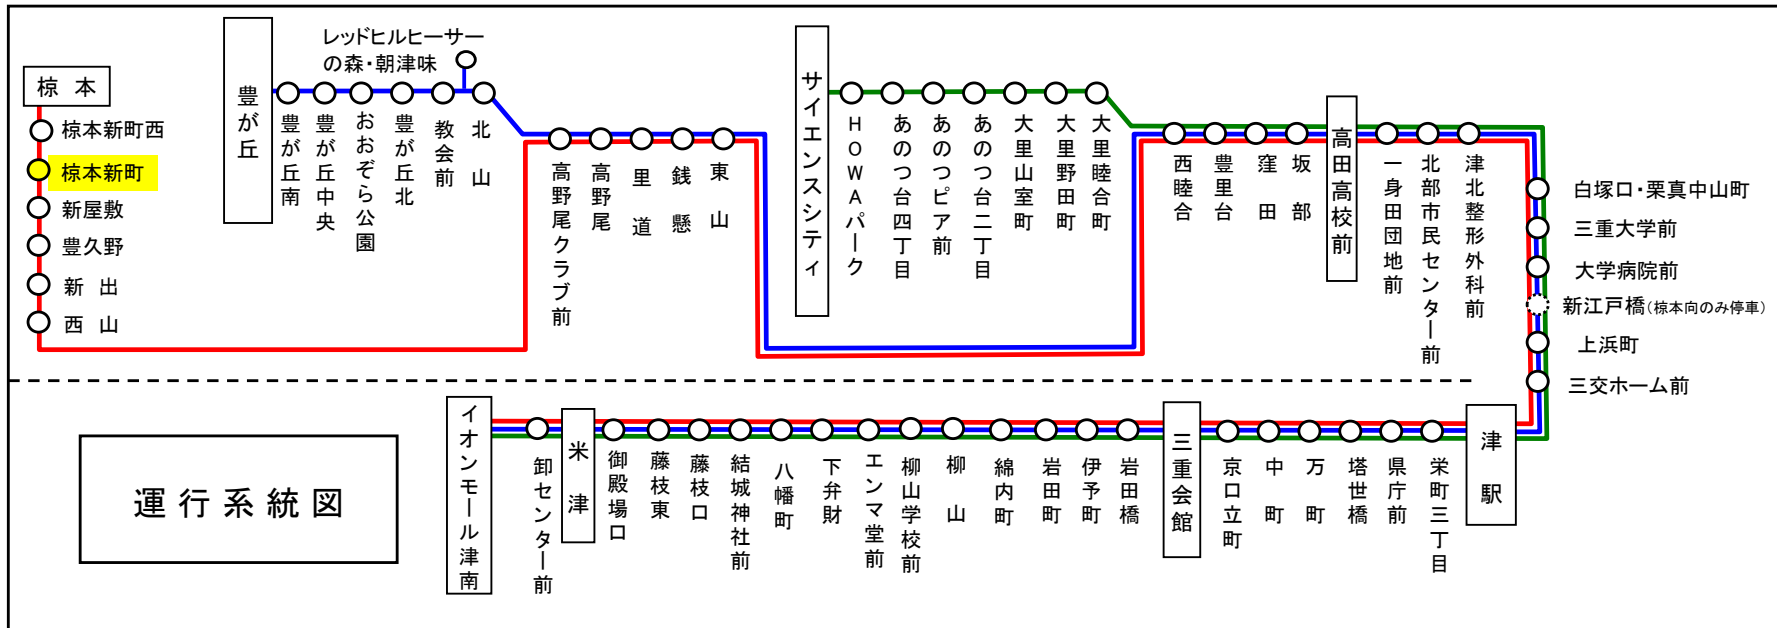 椋本
椋本新町西
椋本新町
新屋敷
豊久野
新出
西山
豊が丘
豊が丘南
豊が丘中央
おおぞら公園
豊が丘北
教会前
レッドヒルヒーサー
の森・朝津味
北山
高野尾クラブ前
高野尾
里道
銭懸
東山
サイエンスシティ
HOWAパーク
あのつ台四丁目
あのつピア前
あのつ台二丁目
大里山室町
大里野田町
大里睦合町
西睦合
豊里台
窪田
坂部
高田高校前
一身田団地前
北部市民センター前
津北整形外科前
白塚口・栗真中山町
三重大学前
大学病院前
新江戸橋(椋本向のみ停車)
上浜町
三交ホーム前
津駅
栄町三丁目
県庁前
塔世橋
万町
中町
京口立町
三重会館
岩田橋
伊予町
岩田町
綿内町
柳山
柳山学校前
エンマ堂前
下弁財
八幡町
結城神社前
藤枝口
藤枝東
御殿場口
米津
卸センター前
イオンモール津南
運行系統図